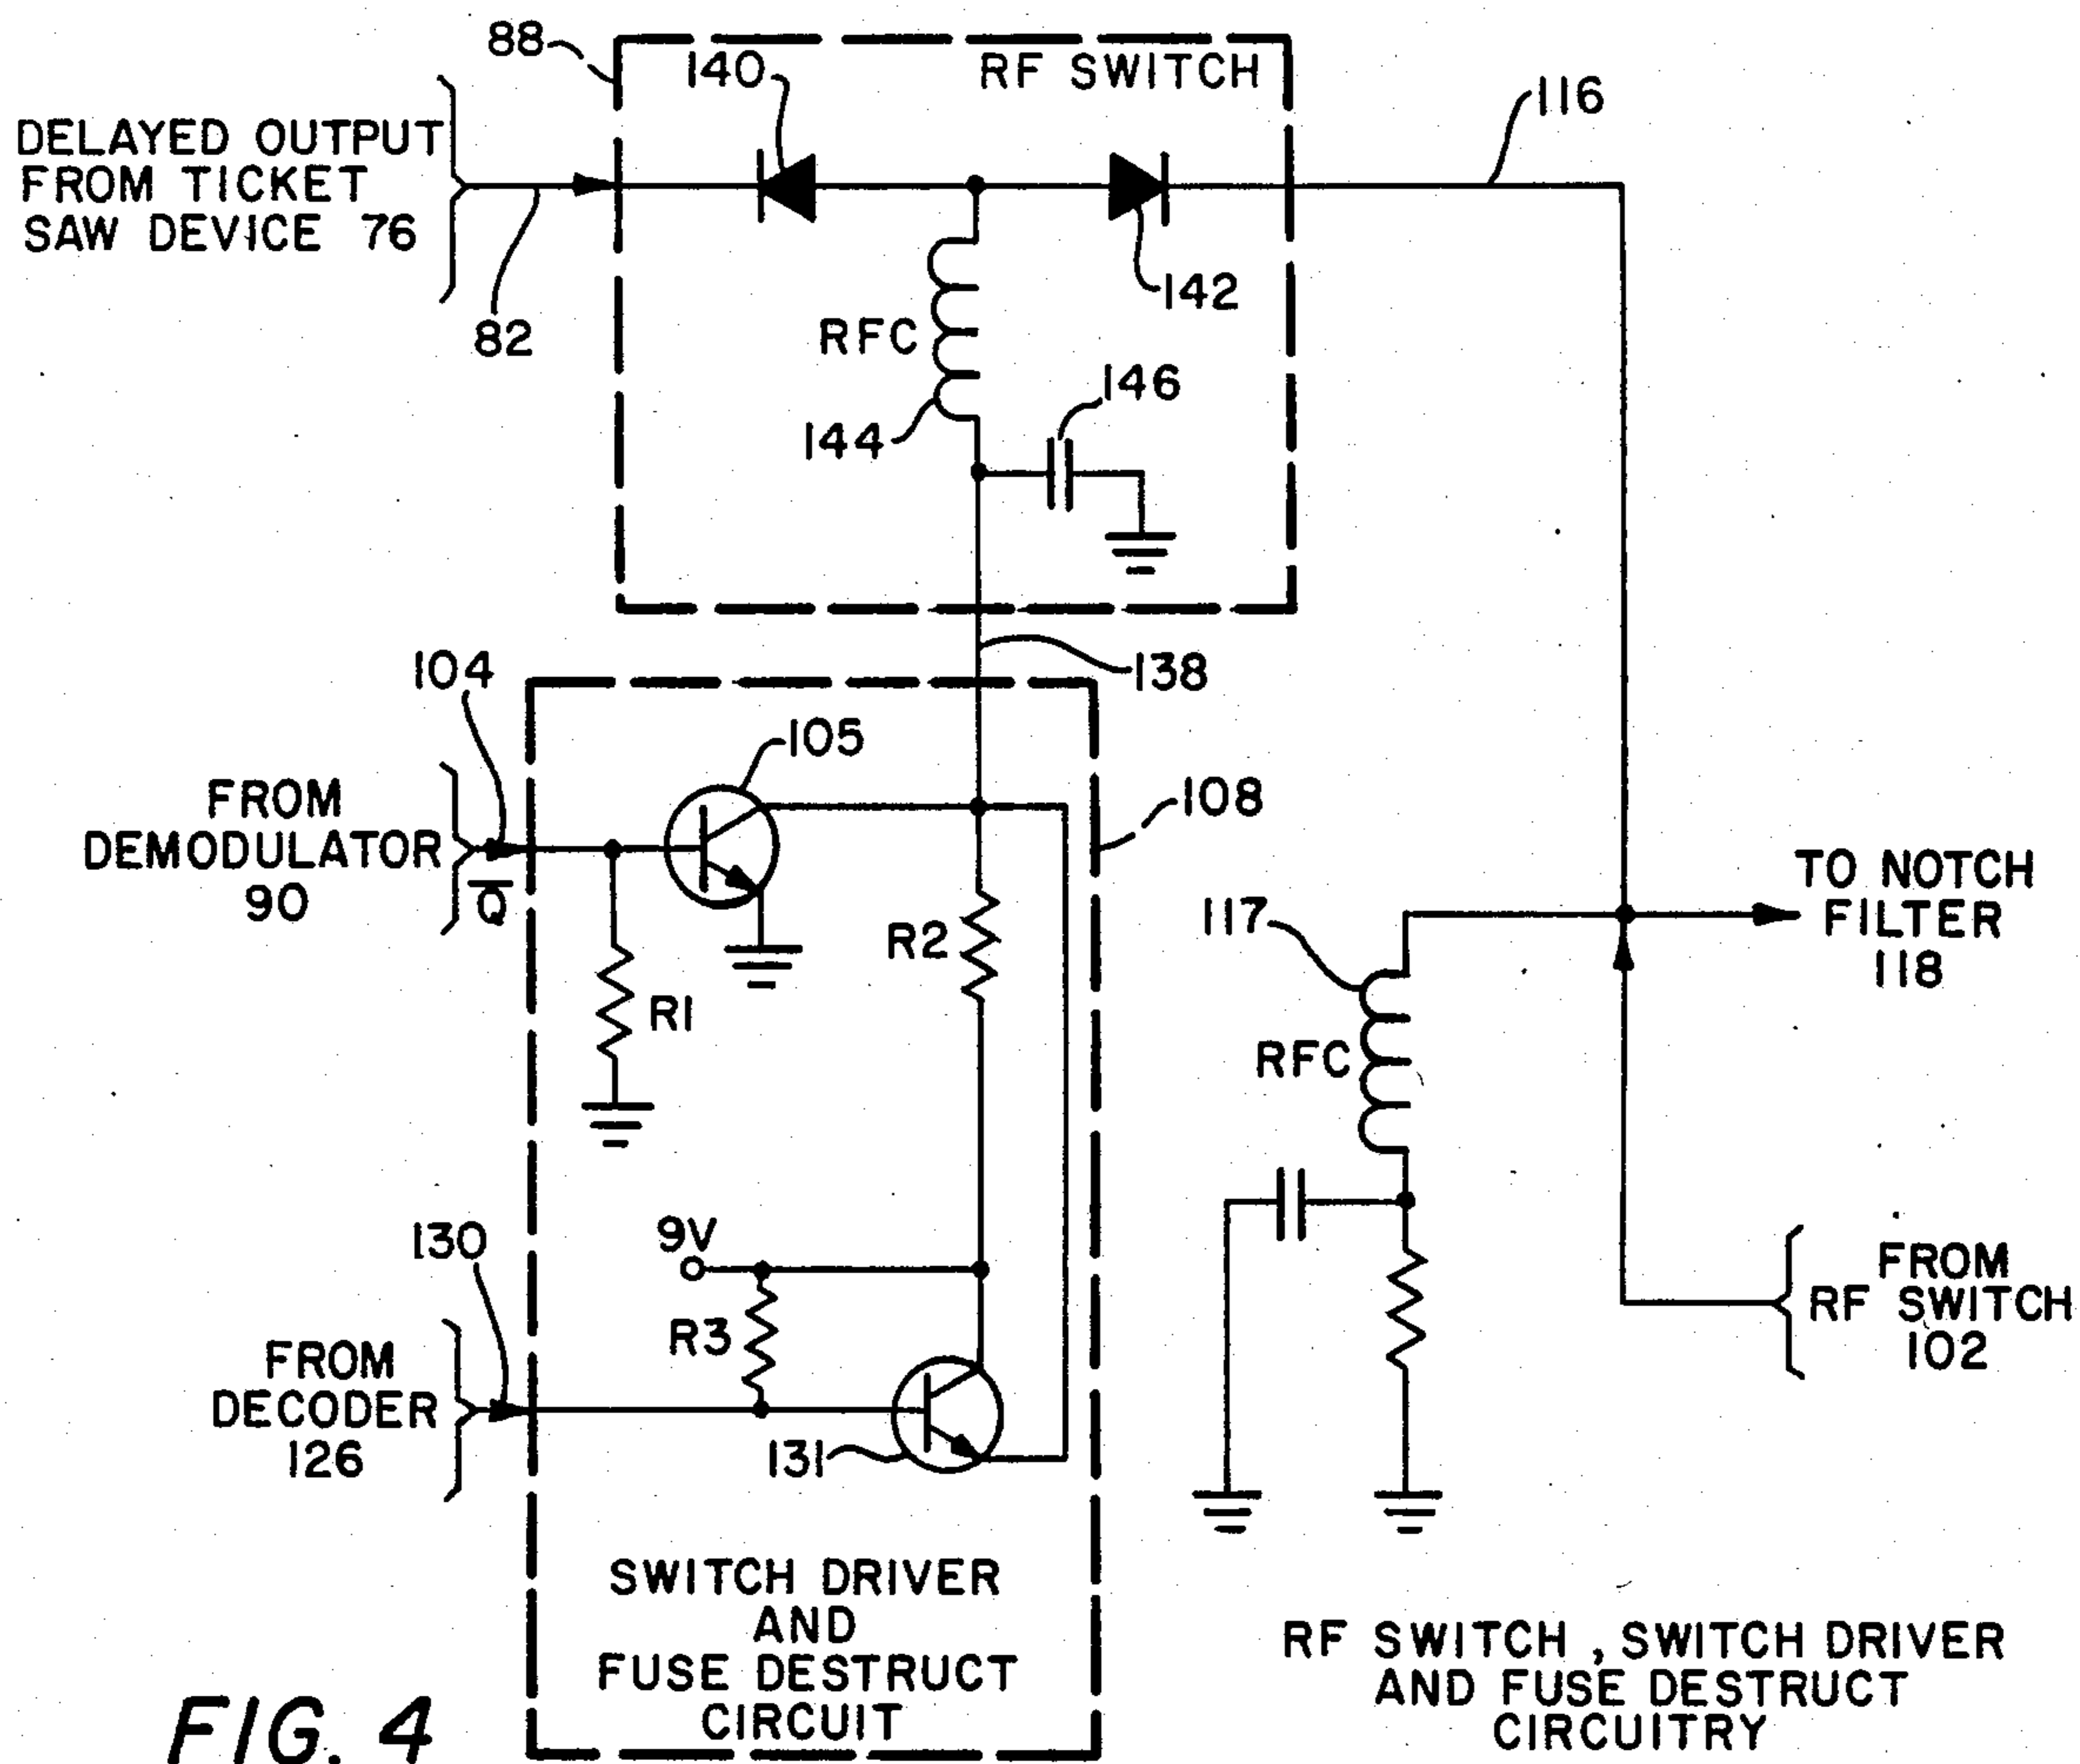 88
140
RF SWITCH
116
DELAYED OUTPUT
FROM TICKET
SAW DEVICE 76
82
142
RFC
146
144
138
104
105
108
FROM
DEMODULATOR
90
Q̅
R1
R2
117
TO NOTCH
FILTER
118
RFC
130
9V
R3
FROM
DECODER
126
131
FROM
RF SWITCH
102
SWITCH DRIVER
AND
FUSE DESTRUCT
CIRCUIT
RF SWITCH, SWITCH DRIVER
AND FUSE DESTRUCT
CIRCUITRY
FIG. 4